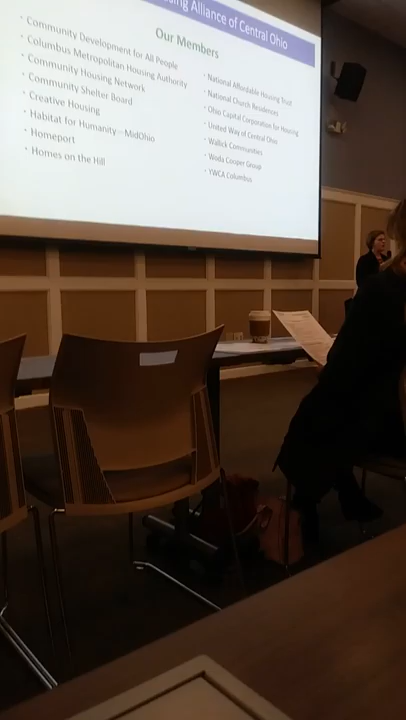 sing Alliance of Central Ohio
Our Members
Community Development for All People
Columbus Metropolitan Housing Authority
Community Housing Network
Community Shelter Board
Creative Housing
Habitat for Humanity – MidOhio
Homeport
Homes on the Hill
National Affordable Housing Trust
National Church Residences
Ohio Capital Corporation for Housing
United Way of Central Ohio
Wallick Communities
Woda Cooper Group
YWCA Columbus